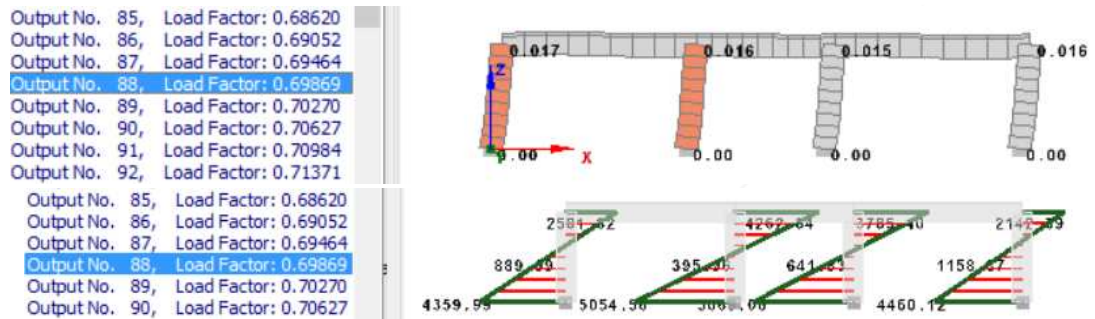 Output No. 85, Load Factor: 0.68620
Output No. 86, Load Factor: 0.69052
Output No. 87, Load Factor: 0.69464
Output No. 88, Load Factor: 0.69869
Output No. 89, Load Factor: 0.70270
Output No. 90, Load Factor: 0.70627
Output No. 91, Load Factor: 0.70984
Output No. 92, Load Factor: 0.71371
0.017 0.016 0.015 0.016
Z
X
0.00 0.00 0.00 0.00
Output No. 85, Load Factor: 0.68620
Output No. 86, Load Factor: 0.69052
Output No. 87, Load Factor: 0.69464
Output No. 88, Load Factor: 0.69869
Output No. 89, Load Factor: 0.70270
Output No. 90, Load Factor: 0.70627
4262.64
4460.12